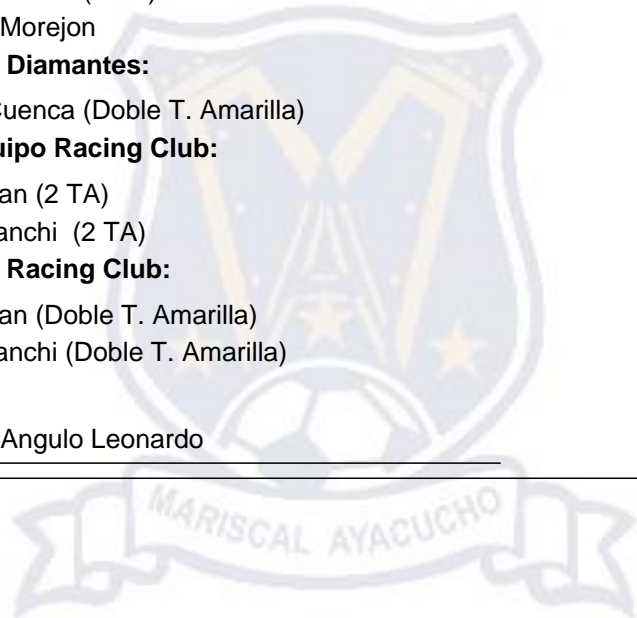 Morejon
Diamantes:
Cuenca (Doble T. Amarilla)
uipo Racing Club:
an (2 TA)
anchi (2 TA)
Racing Club:
an (Doble T. Amarilla)
anchi (Doble T. Amarilla)
Angulo Leonardo
MARISCAL AYACUCHO